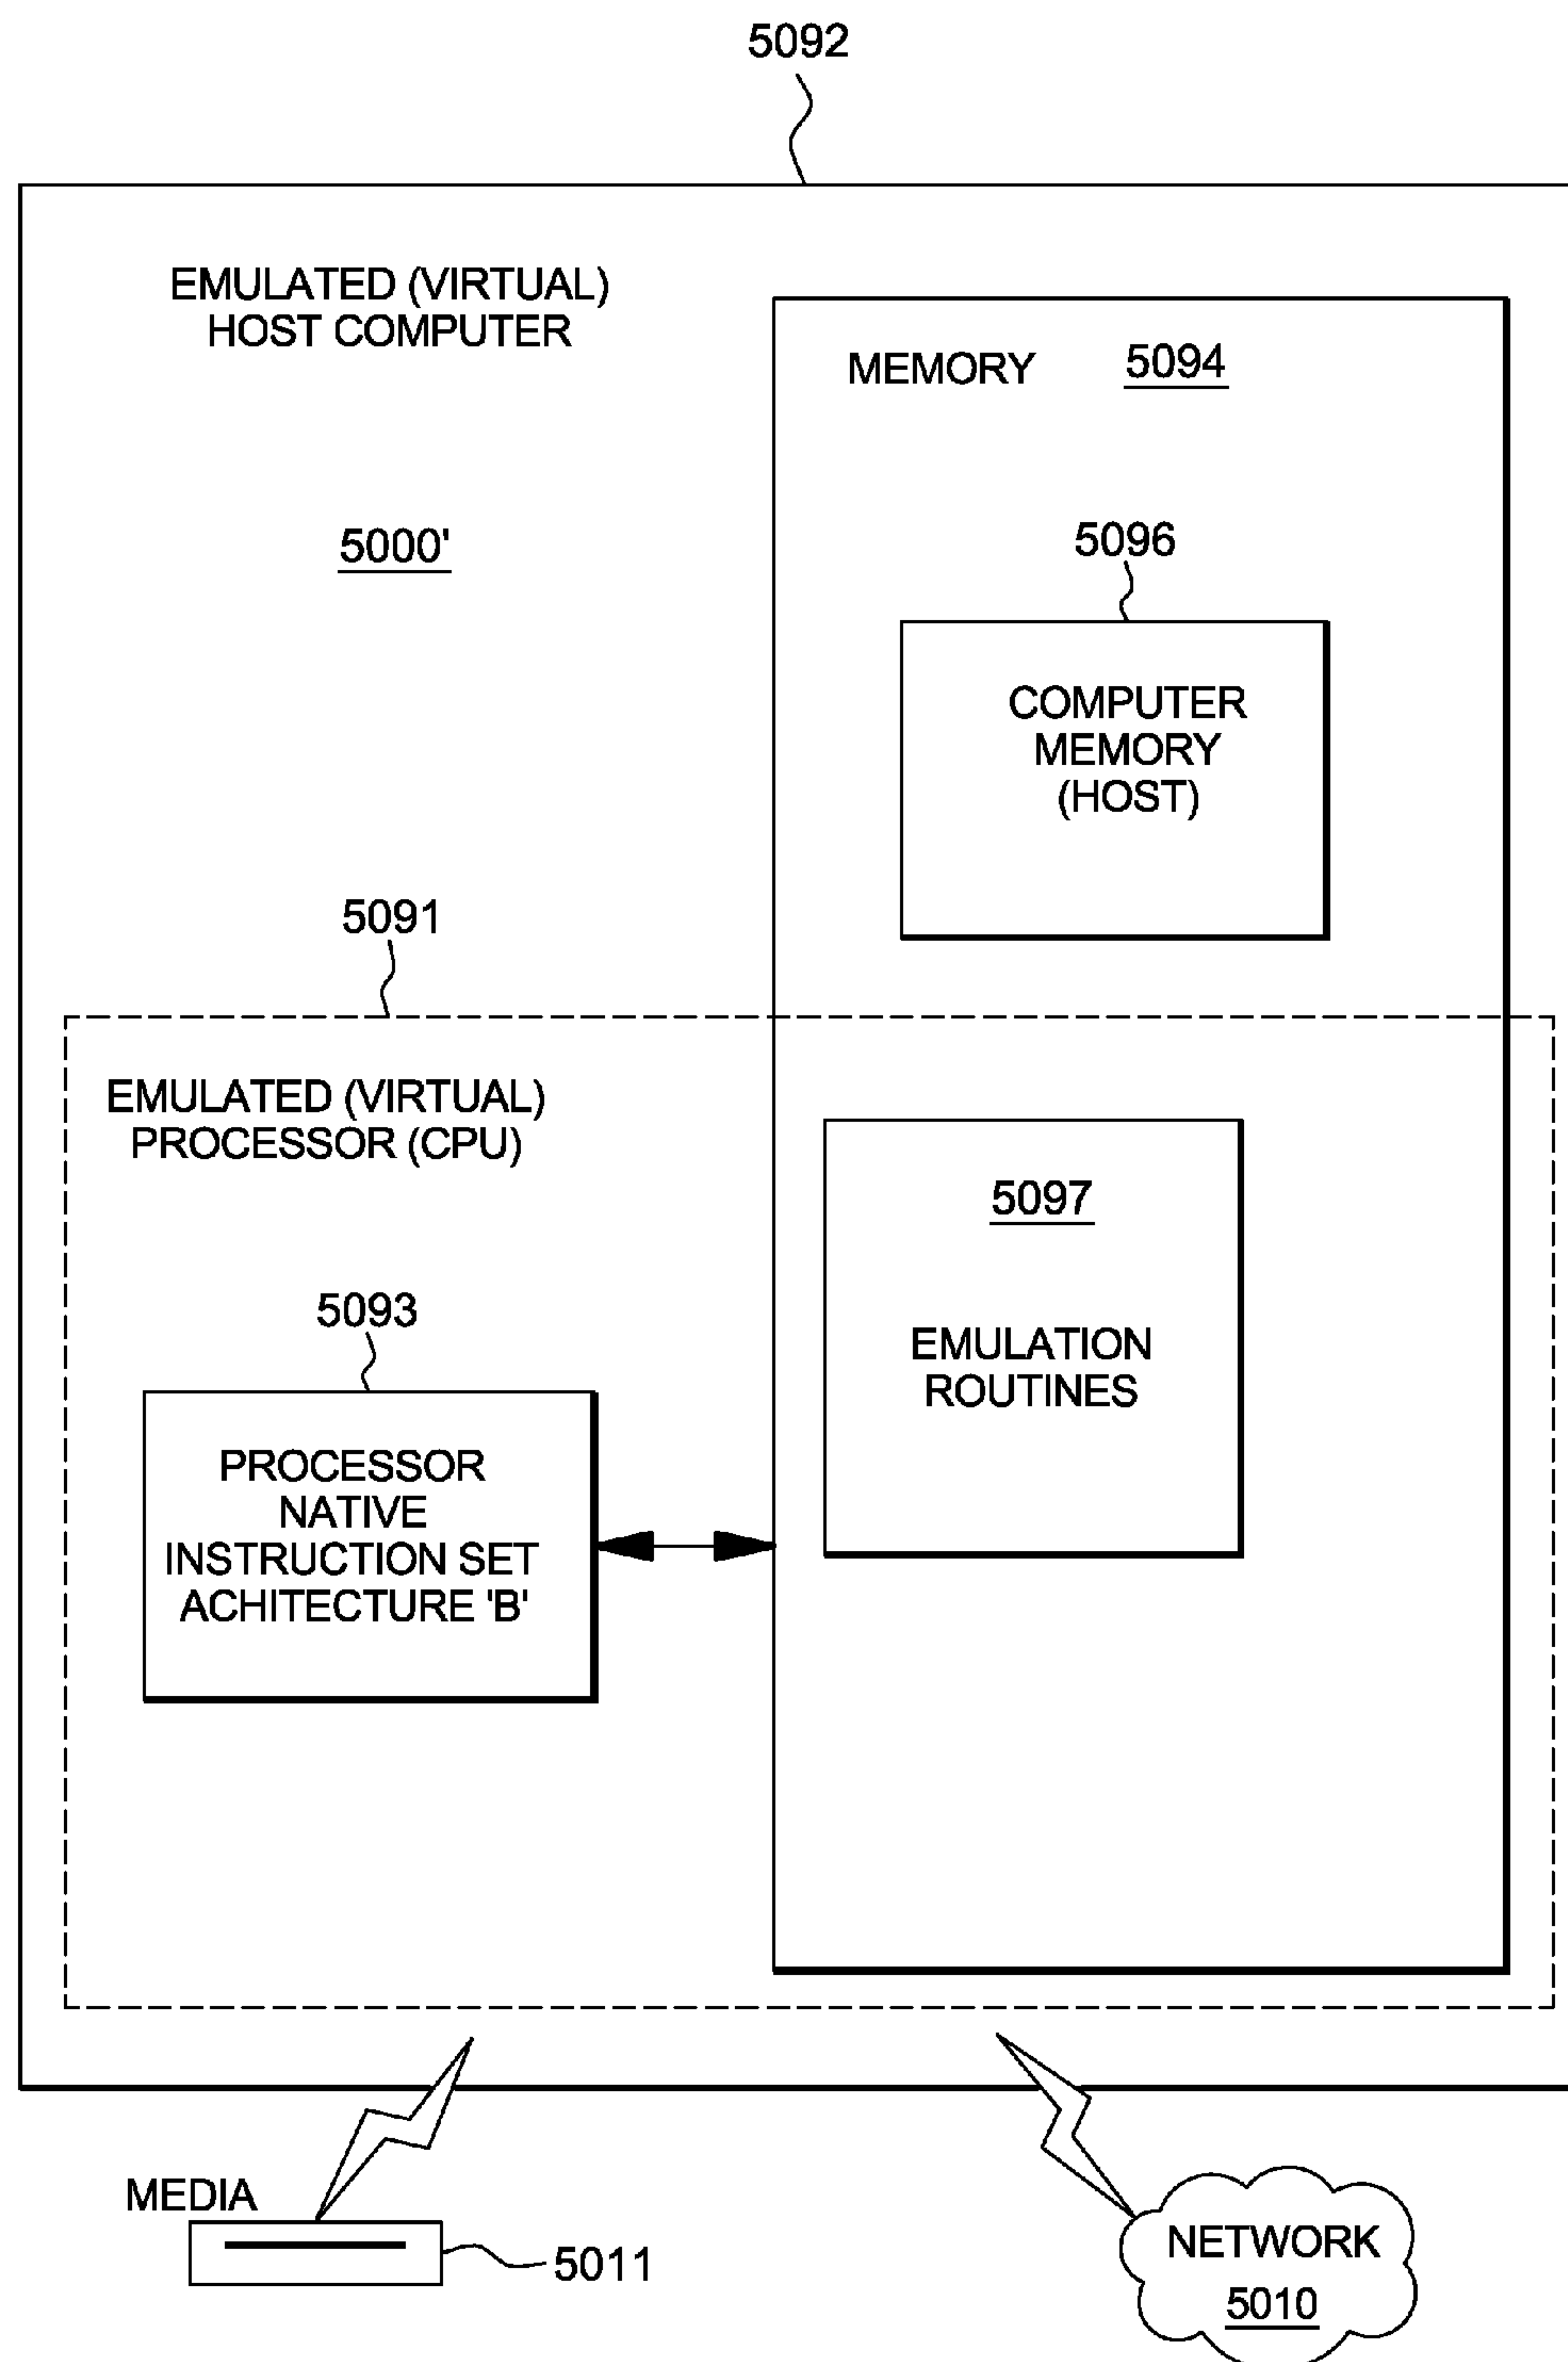 5092
EMULATED (VIRTUAL)
HOST COMPUTER
MEMORY 5094
5000'
5096
COMPUTER
MEMORY
(HOST)
5091
EMULATED (VIRTUAL)
PROCESSOR (CPU)
5097
EMULATION
ROUTINES
5093
PROCESSOR
NATIVE
INSTRUCTION SET
ACHITECTURE 'B'
MEDIA
5011
NETWORK
5010